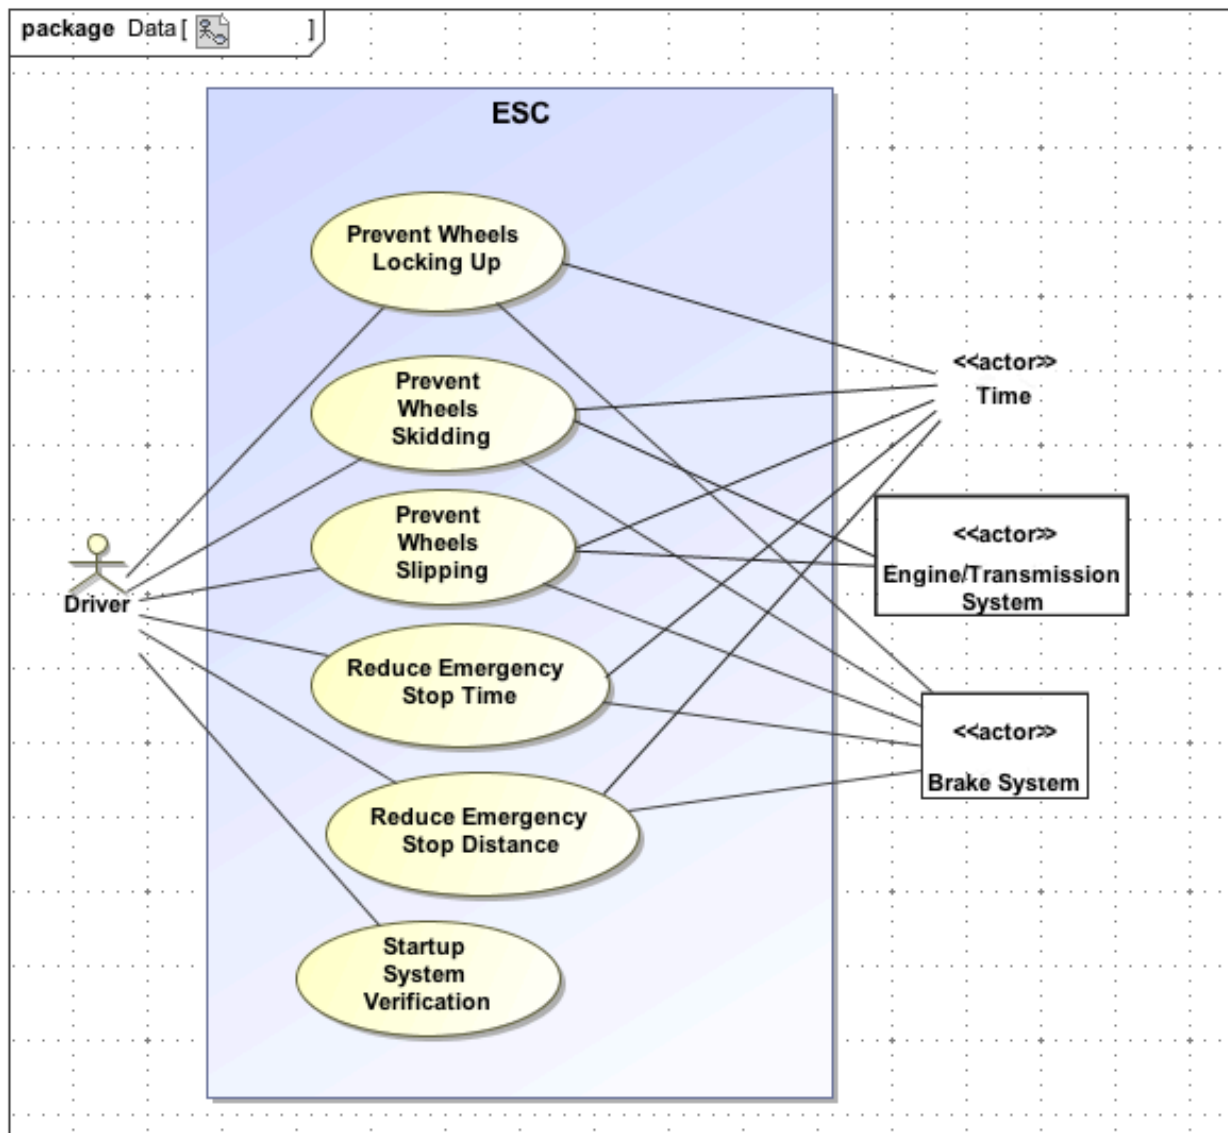 package Data [ ]
ESC
Prevent Wheels
Locking Up
Prevent
Wheels
Skidding
Prevent
Wheels
Slipping
Reduce Emergency
Stop Time
Reduce Emergency
Stop Distance
Startup
System
Verification
Driver
<<actor>>
Time
<<actor>>
Engine/Transmission
System
<<actor>>
Brake System